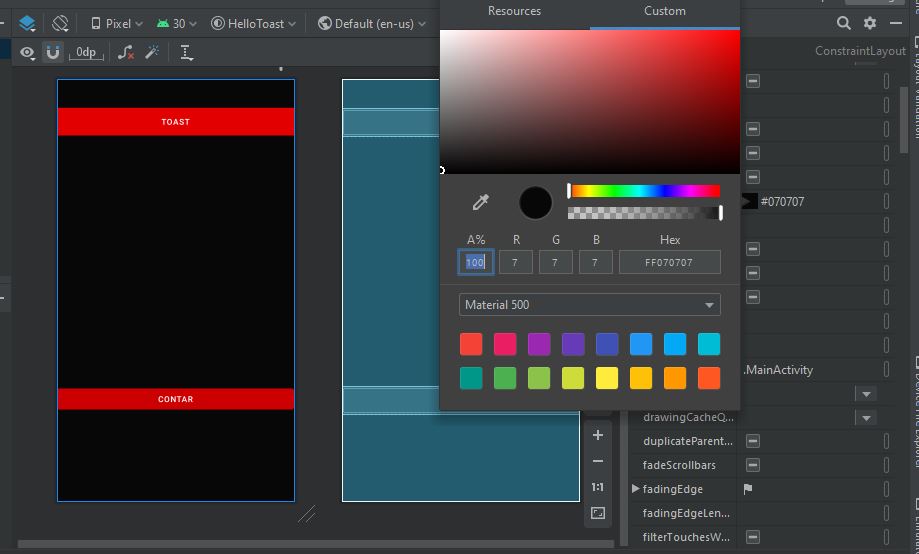 Resources Custom
Pixel 30 HelloToast Default (en-us)
0dp
ConstraintLayout
TOAST
#070707
A% R G B Hex
100 7 7 7 FF070707
Material 500
.MainActivity
CONTAR
drawingCacheQ...
duplicateParent...
fadeScrollbars
1:1
fadingEdge
fadingEdgeLen...
filterTouchesW...